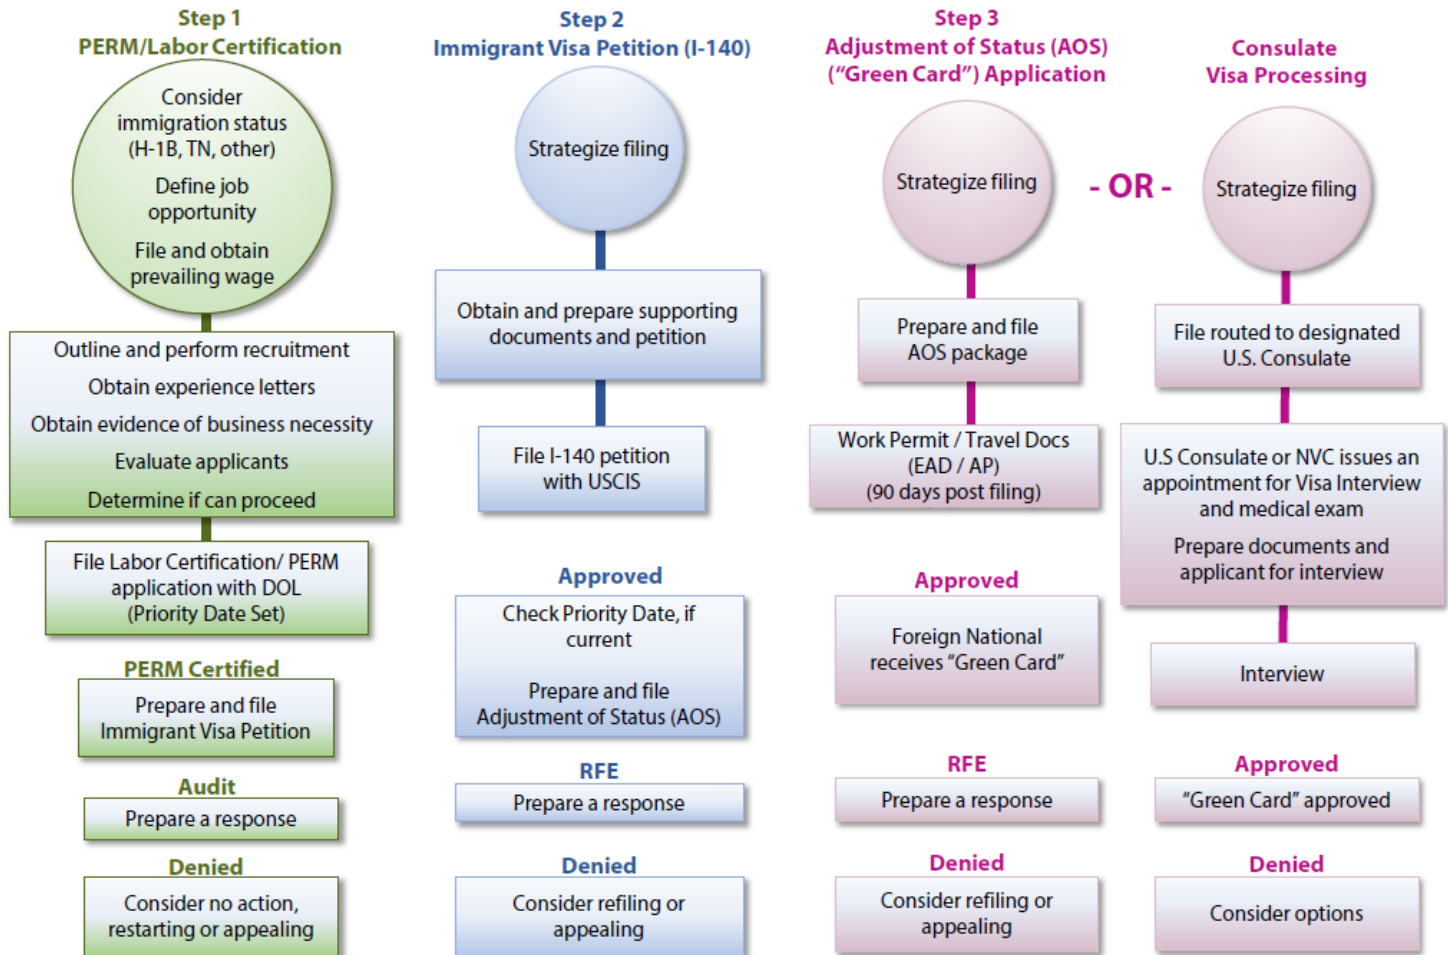 Step 1
PERM/Labor Certification
Consider
immigration status
(H-1B, TN, other)
Define job
opportunity
File and obtain
prevailing wage
Outline and perform recruitment
Obtain experience letters
Obtain evidence of business necessity
Evaluate applicants
Determine if can proceed
File Labor Certification/ PERM
application with DOL
(Priority Date Set)
PERM Certified
Prepare and file
Immigrant Visa Petition
Audit
Prepare a response
Denied
Consider no action,
restarting or appealing
Step 2
Immigrant Visa Petition (I-140)
Strategize filing
Obtain and prepare supporting
documents and petition
File I-140 petition
with USCIS
Approved
Check Priority Date, if
current
Prepare and file
Adjustment of Status (AOS)
RFE
Prepare a response
Denied
Consider refiling or
appealing
Step 3
Adjustment of Status (AOS)
(“Green Card”) Application
Strategize filing
Prepare and file
AOS package
Work Permit / Travel Docs
(EAD / AP)
(90 days post filing)
Approved
Foreign National
receives “Green Card”
RFE
Prepare a response
Denied
Consider refiling or
appealing
- OR -
Consulate
Visa Processing
Strategize filing
File routed to designated
U.S. Consulate
U.S Consulate or NVC issues an
appointment for Visa Interview
and medical exam
Prepare documents and
applicant for interview
Interview
Approved
“Green Card” approved
Denied
Consider options